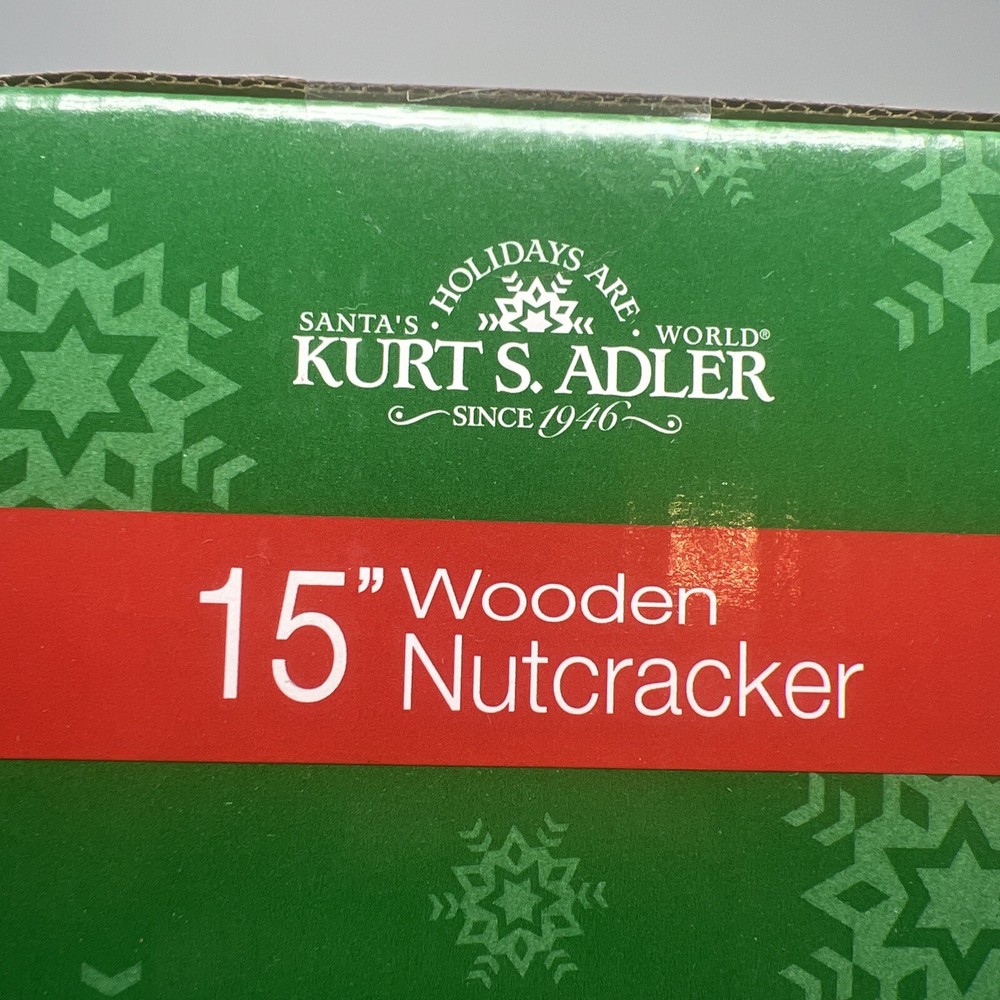 HOLIDAYS ARE
SANTA'S · · WORLD®
KURT S. ADLER
SINCE 1946
15” Wooden
Nutcracker